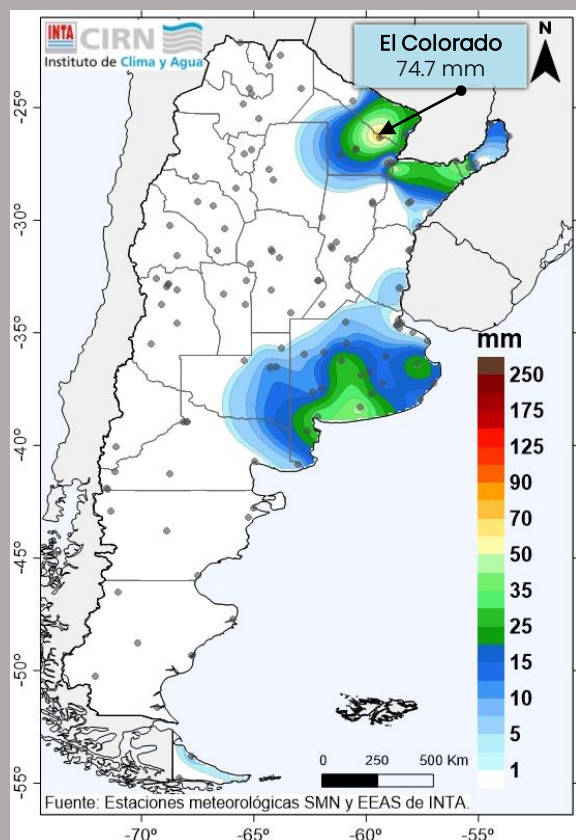 INTA
CIRN
Instituto de Clima y Agua
El Colorado
74.7 mm
N
-25°
-30°
-35°
-40°
-45°
-50°
-55°
mm
250
175
125
90
70
50
35
25
15
10
5
1
0 250 500 Km
Fuente: Estaciones meteorológicas SMN y EEAS de INTA.
-70° -65° -60° -55°